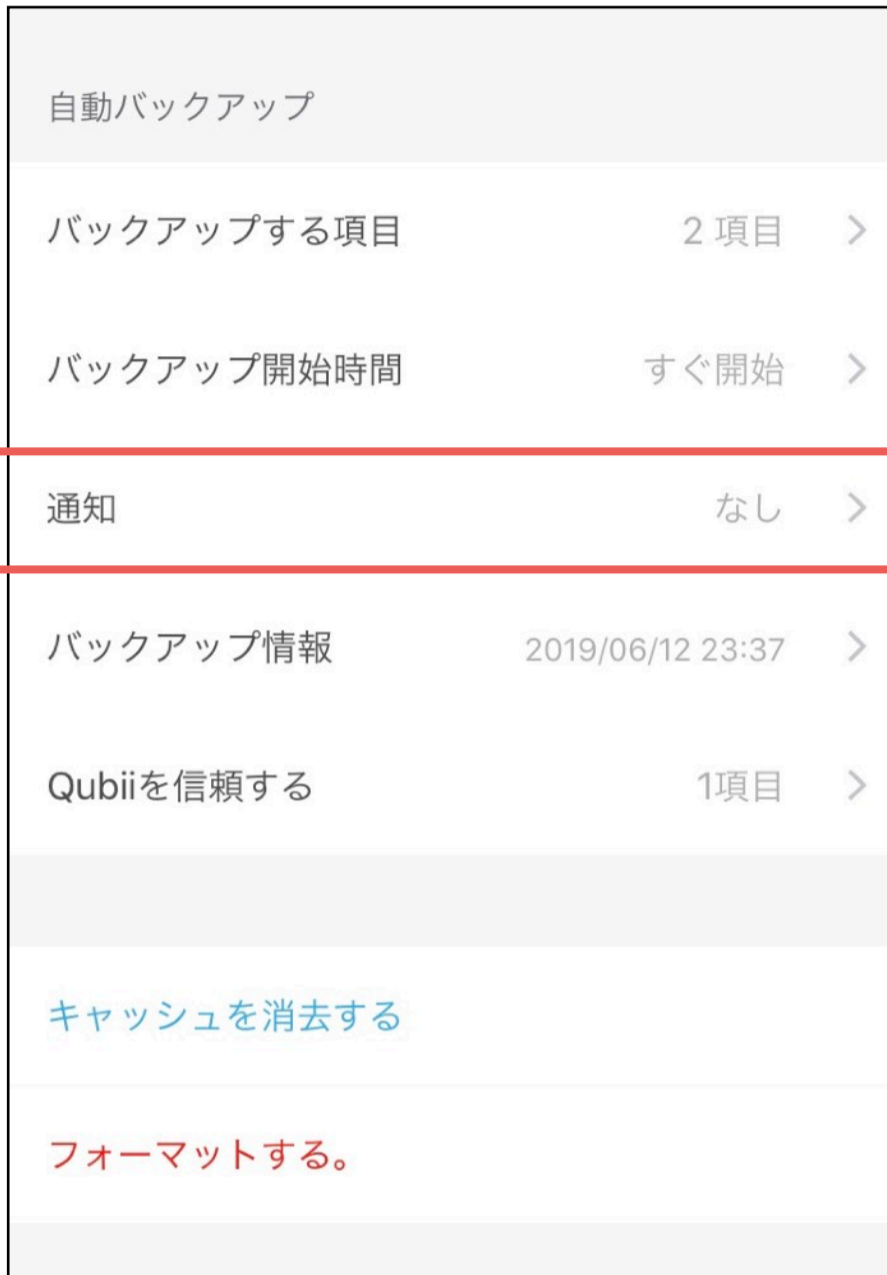 自動バックアップ
バックアップする項目 2 項目
バックアップ開始時間 すぐ開始
通知 なし
バックアップ情報 2019/06/12 23:37
Qubiiを信頼する 1項目
キャッシュを消去する
フォーマットする。